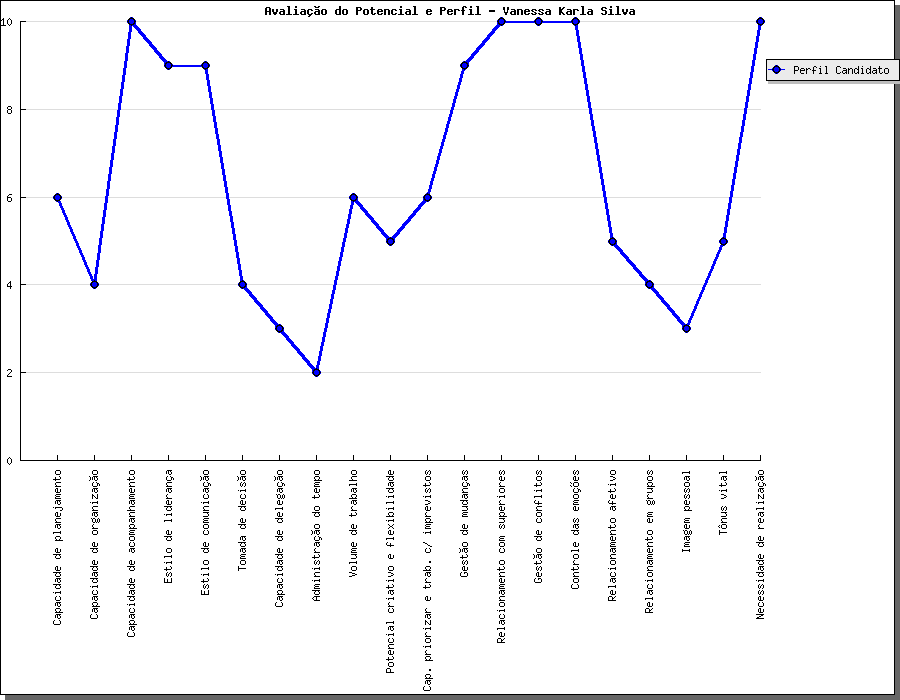 Avaliação do Potencial e Perfil - Vanessa Karla Silva
10
8
6
4
2
0
Perfil Candidato
Capacidade de planejamento
Capacidade de organização
Capacidade de acompanhamento
Estilo de liderança
Estilo de comunicação
Tomada de decisão
Capacidade de delegação
Administração do tempo
Volume de trabalho
Potencial criativo e flexibilidade
Cap. priorizar e trab. c/ imprevistos
Gestão de mudanças
Relacionamento com superiores
Gestão de conflitos
Controle das emoções
Relacionamento afetivo
Relacionamento em grupos
Imagem pessoal
Tônus vital
Necessidade de realização